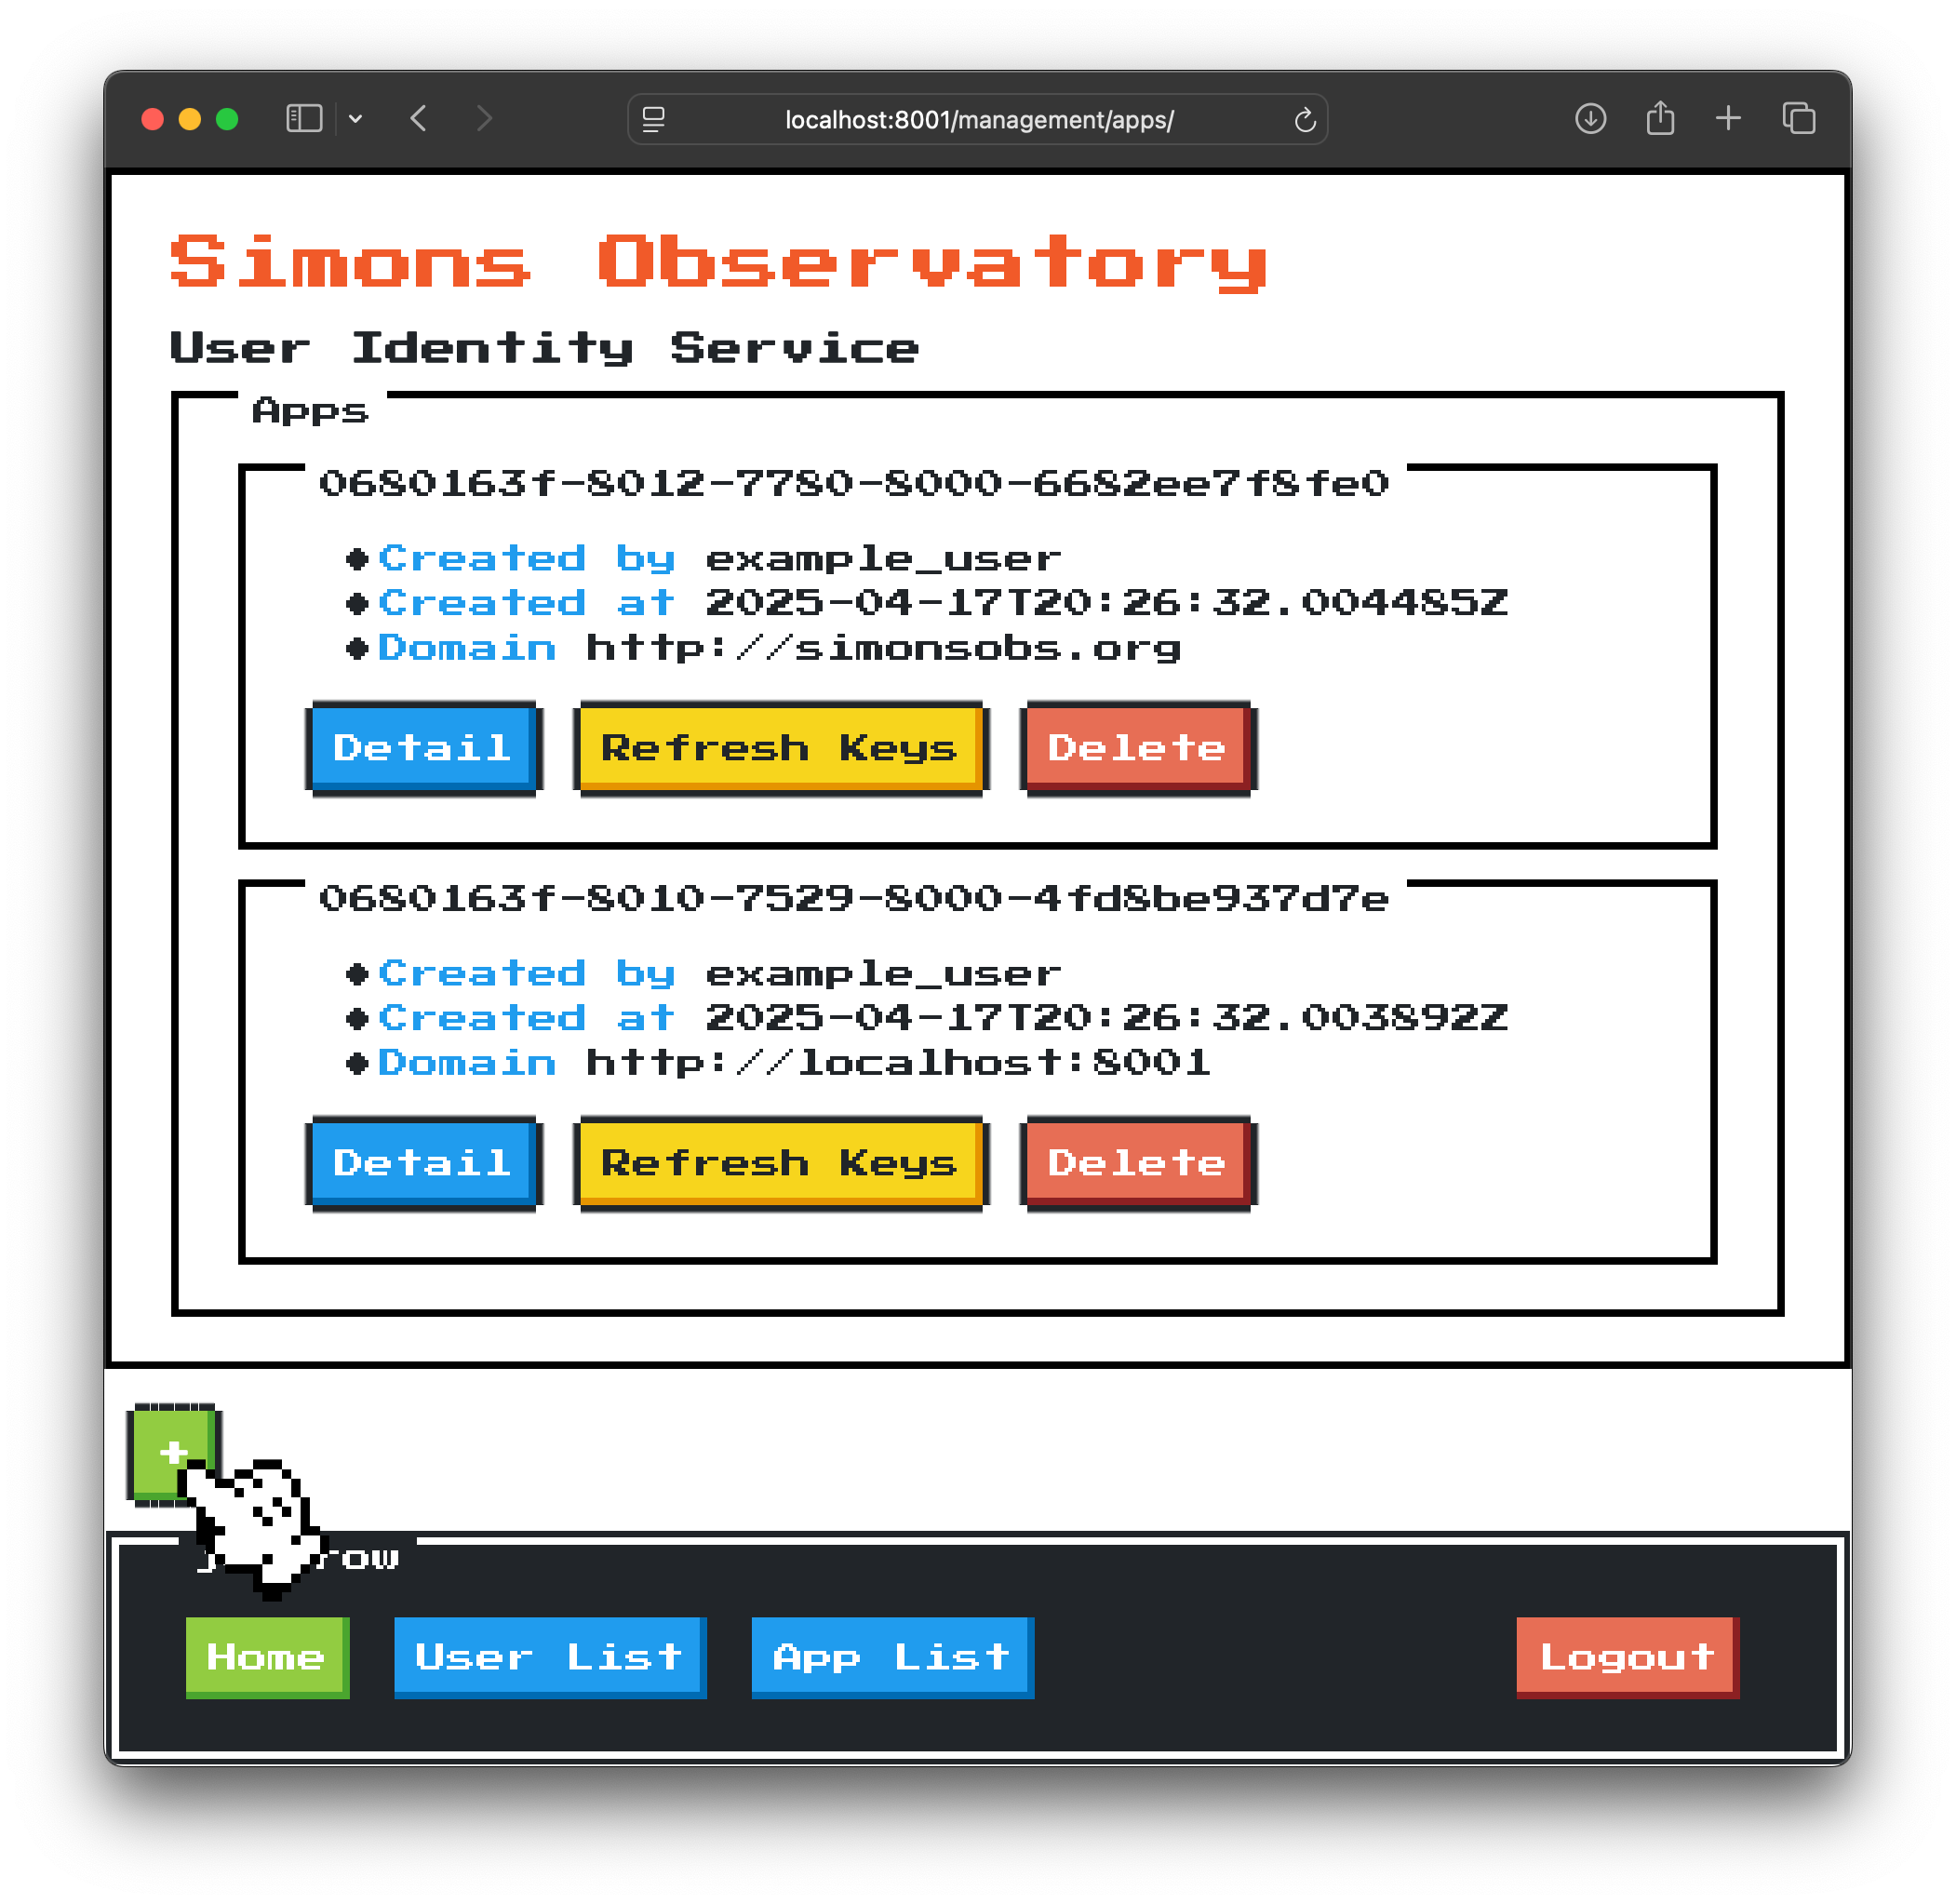 localhost:8001/management/apps/
Simons Observatory
User Identity Service
Apps
0680163f-8012-7780-8000-6682ee7f8fe0
Created by example_user
Created at 2025-04-17T20:26:32.004485Z
Domain http://simonsobs.org
Detail Refresh Keys Delete
0680163f-8010-7529-8000-4fd8be937d7e
Created by example_user
Created at 2025-04-17T20:26:32.003892Z
Domain http://localhost:8001
Detail Refresh Keys Delete
+
Home User List App List Logout